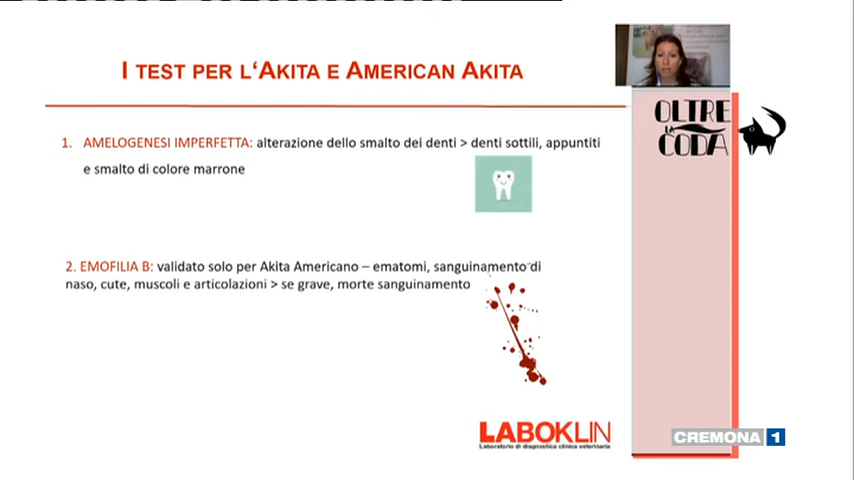 I TEST PER L'AKITA E AMERICAN AKITA
1. AMELOGENESI IMPERFETTA: alterazione dello smalto dei denti > denti sottili, appuntiti
e smalto di colore marrone
2. EMOFILIA B: validato solo per Akita Americano – ematomi, sanguinamento di
naso, cute, muscoli e articolazioni > se grave, morte sanguinamento
OLTRE
LA
CODA
LABOKLIN
Laboratorio di diagnostica clinica veterinaria
CREMONA 1